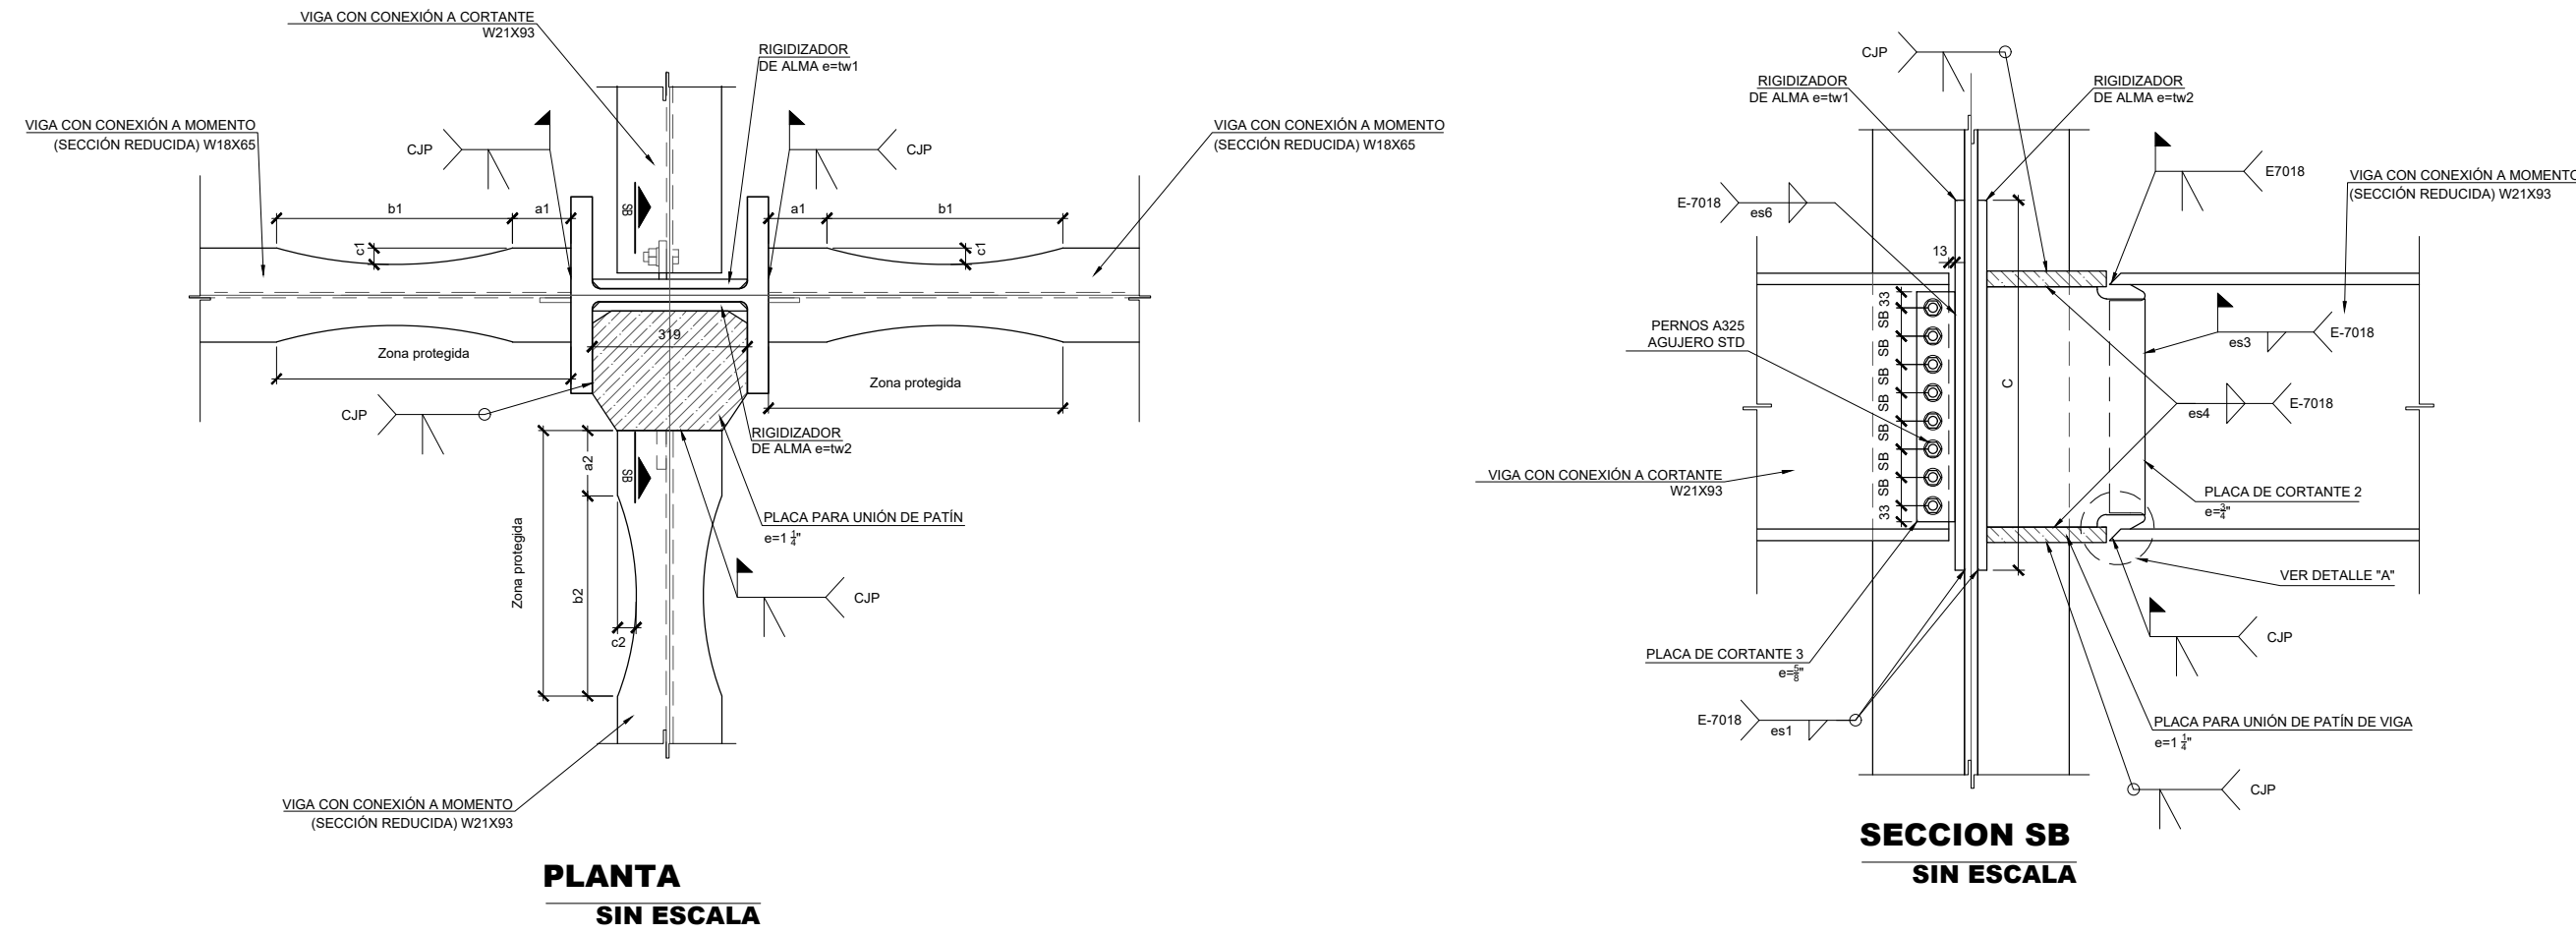 VIGA CON CONEXIÓN A CORTANTE
W21X93
RIGIDIZADOR
DE ALMA e=tw1
VIGA CON CONEXIÓN A MOMENTO
(SECCIÓN REDUCIDA) W18X65
CJP
CJP
VIGA CON CONEXIÓN A MOMENTO
(SECCIÓN REDUCIDA) W18X65
b1
a1
SB
a1
b1
c1
c1
319
Zona protegida
Zona protegida
CJP
RIGIDIZADOR
DE ALMA e=tw2
a2
SB
Zona protegida
PLACA PARA UNIÓN DE PATÍN
e=1 1/4"
b2
CJP
c2
VIGA CON CONEXIÓN A MOMENTO
(SECCIÓN REDUCIDA) W21X93
PLANTA
SIN ESCALA
CJP
RIGIDIZADOR
DE ALMA e=tw1
RIGIDIZADOR
DE ALMA e=tw2
E7018
VIGA CON CONEXIÓN A MOMENTO
(SECCIÓN REDUCIDA) W21X93
E-7018
es6
13
33
SB
SB
SB
SB
SB
SB
SB
33
PERNOS A325
AGUJERO STD
C
es3
E-7018
es4
E-7018
VIGA CON CONEXIÓN A CORTANTE
W21X93
PLACA DE CORTANTE 2
e=3/4"
VER DETALLE "A"
CJP
PLACA DE CORTANTE 3
e=5/8"
E-7018
es1
PLACA PARA UNIÓN DE PATÍN DE VIGA
e=1 1/4"
CJP
SECCION SB
SIN ESCALA